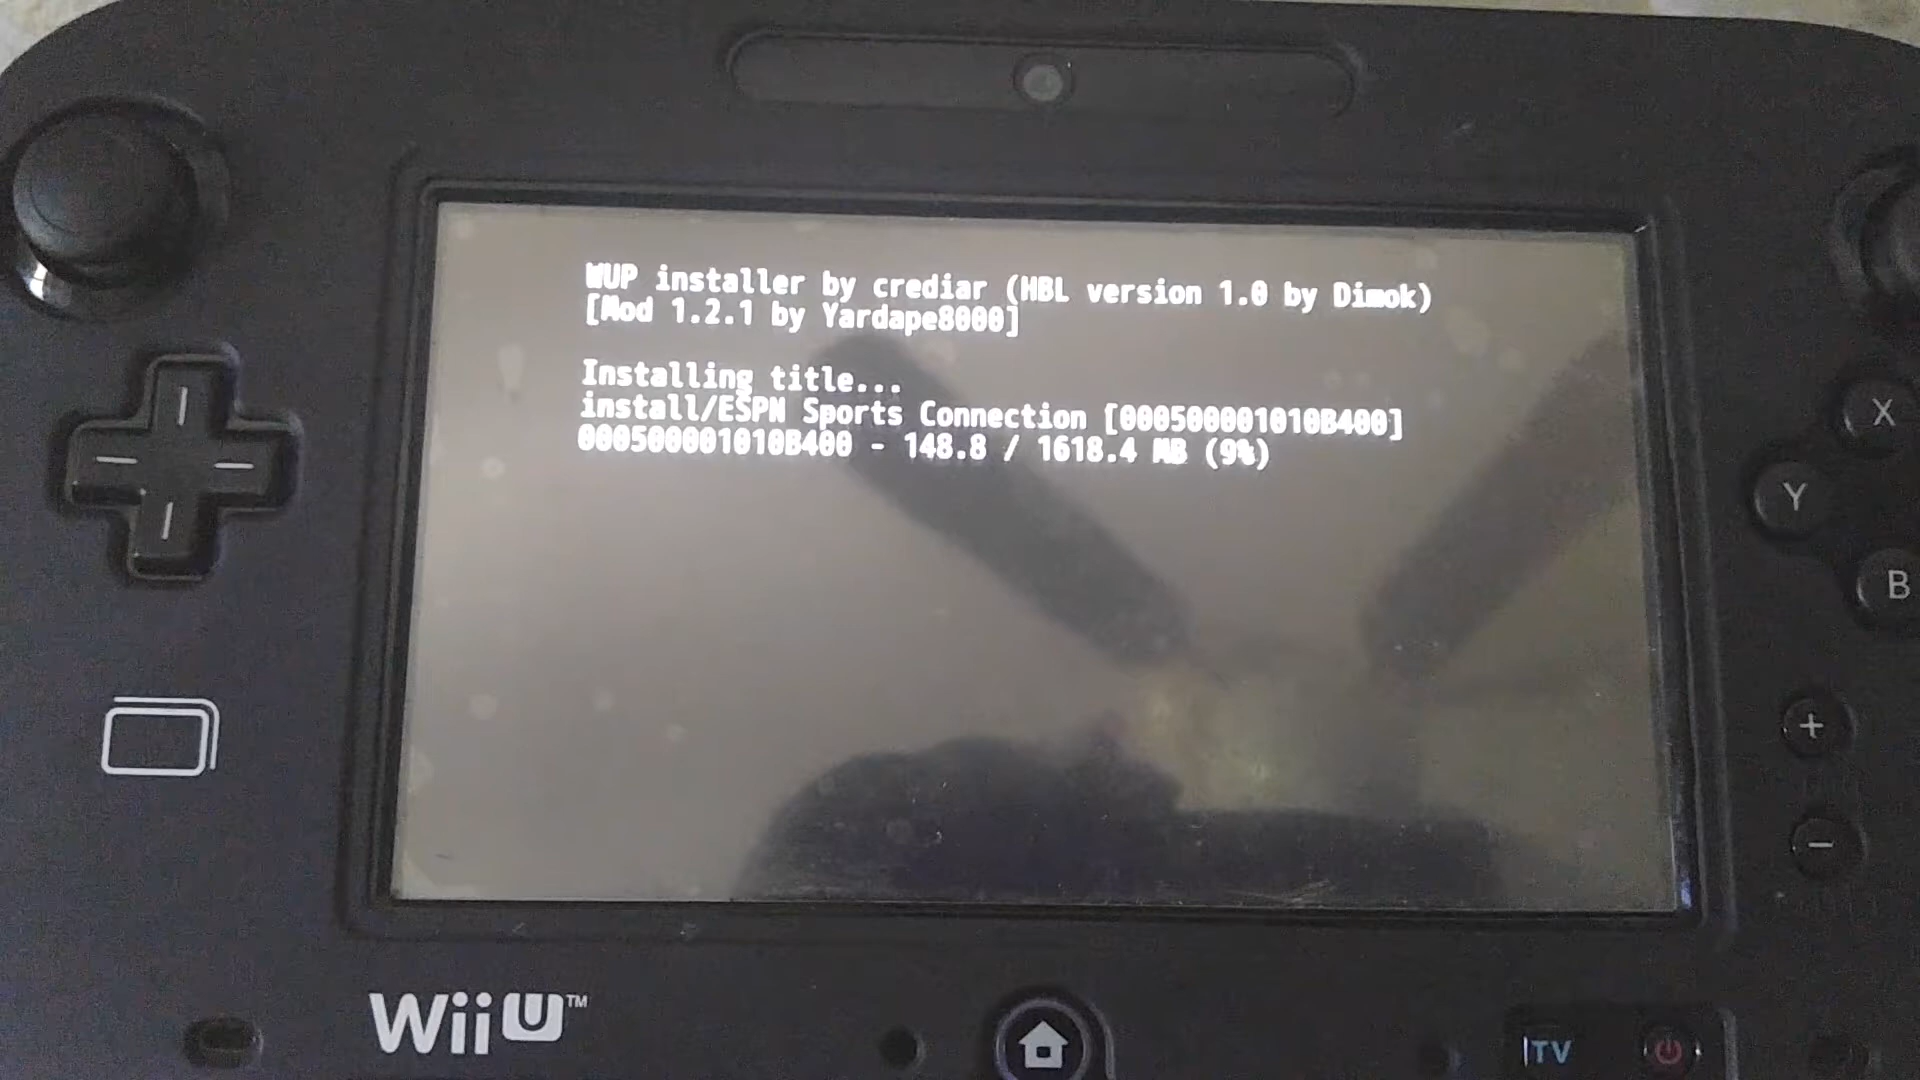 WUP installer by crediar (HBL version 1.0 by Dimok)
[Mod 1.2.1 by Yardape8000]
Installing title...
install/ESPN Sports Connection [000500001010B400]
000500001010B400 - 148.8 / 1618.4 MB (9%)
X
Y
B
+
-
Wii U™
TV